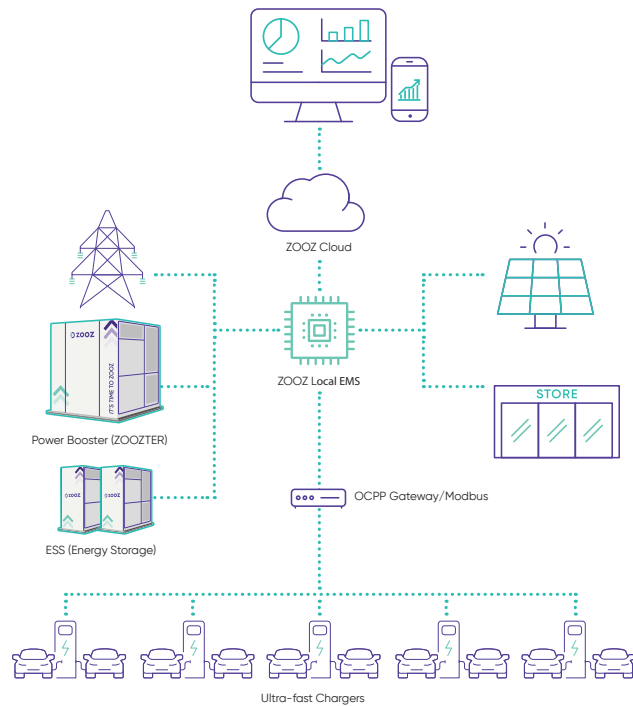 ZOOZ Cloud
ZOOZ
IT'S TIME TO ZOOZ
Power Booster (ZOOZTER)
ZOOZ Local EMS
STORE
ZOOZ
ZOOZ
ESS (Energy Storage)
OCPP Gateway/Modbus
Ultra-fast Chargers